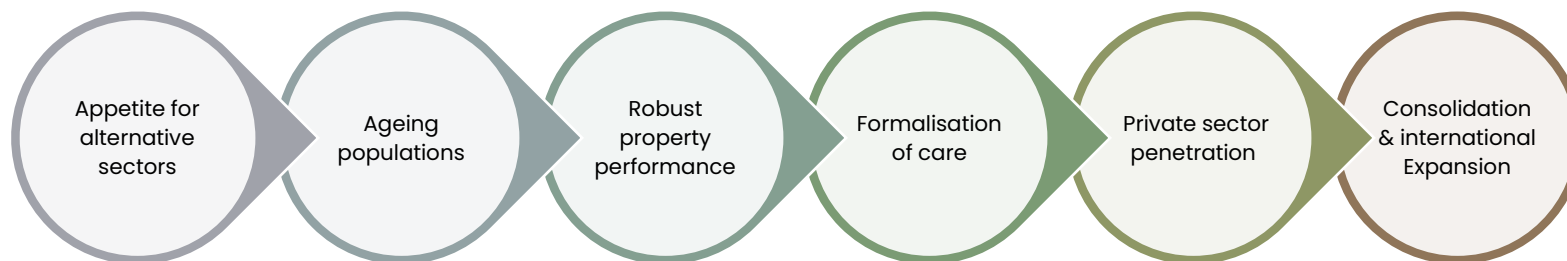 Appetite for
alternative
sectors
Ageing
populations
Robust
property
performance
Formalisation
of care
Private sector
penetration
Consolidation
& international
Expansion